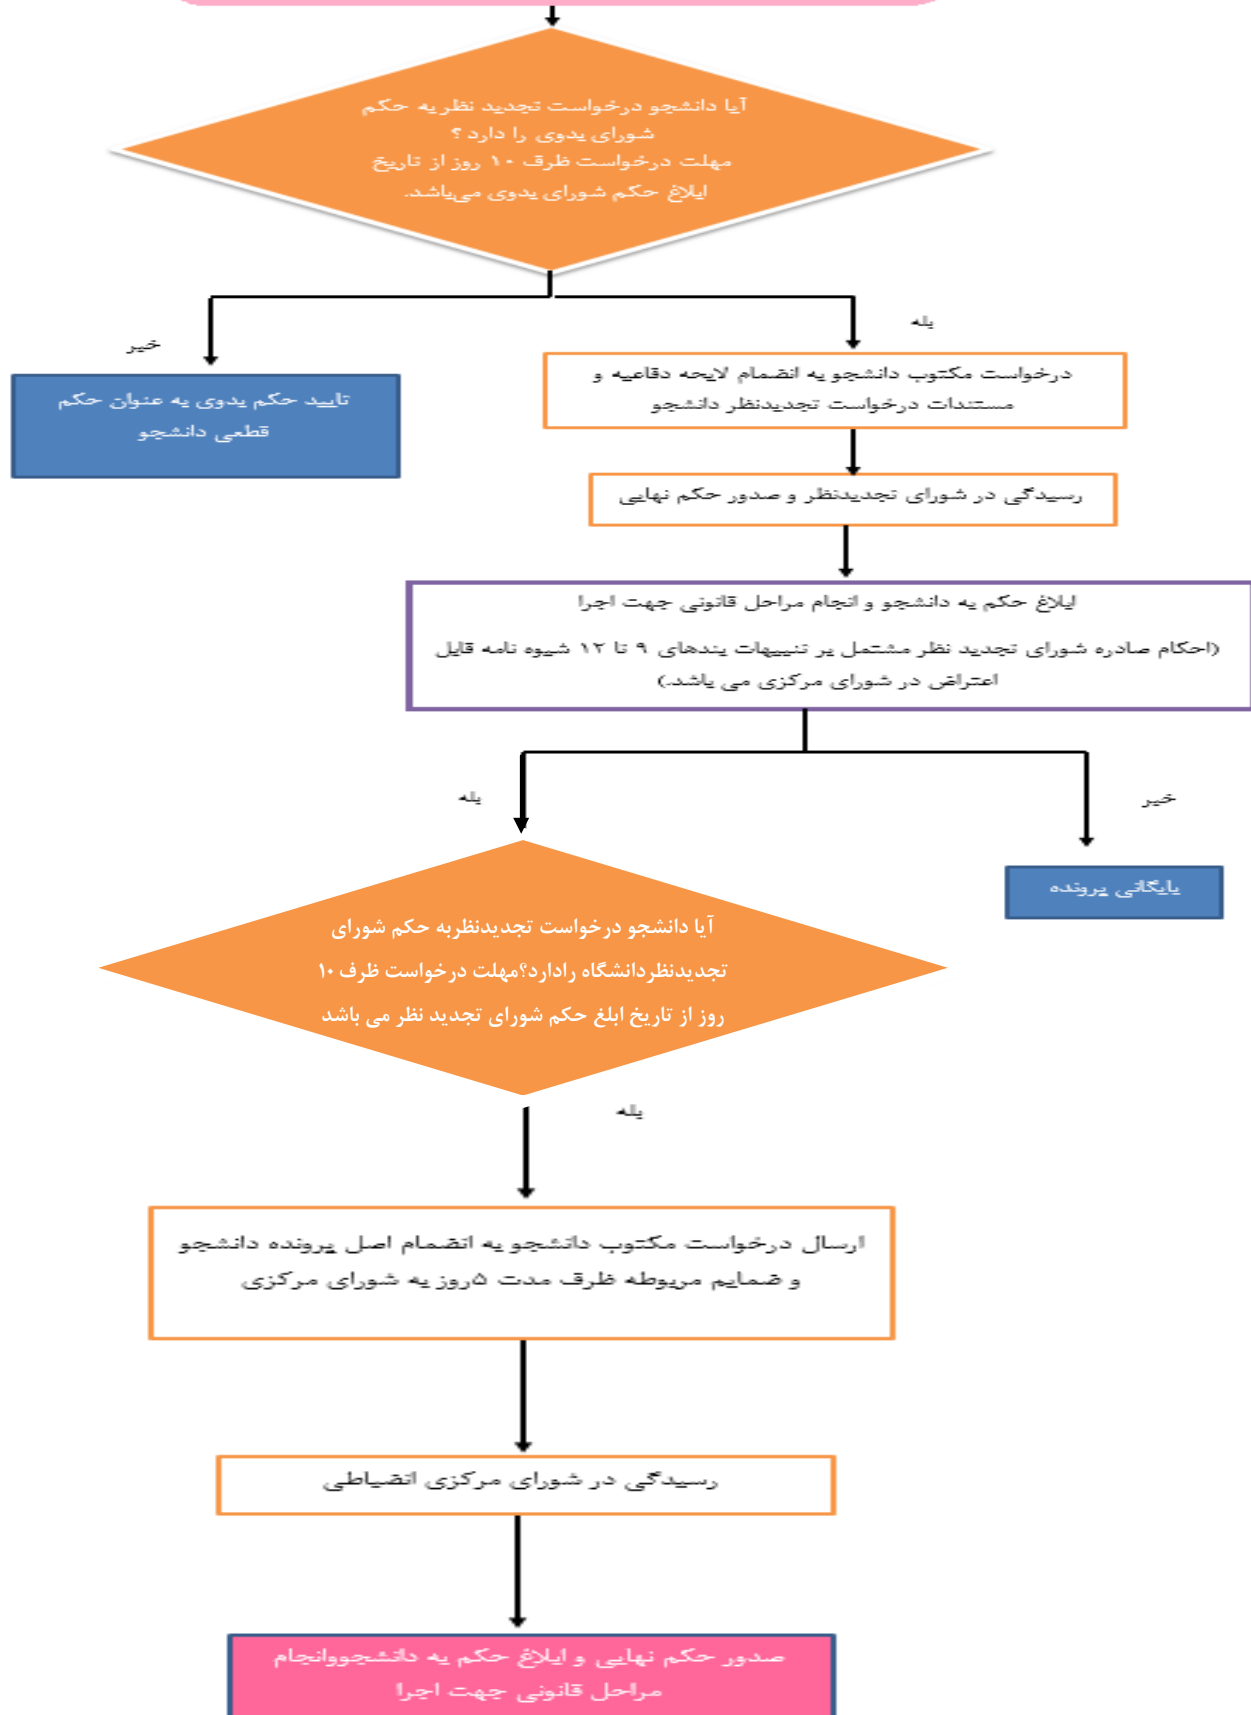 آیا دانشجو درخواست تجدید نظر به حکم
شورای بدوی را دارد ؟
مهلت درخواست ظرف ۱۰ روز از تاریخ
ابلاغ حکم شورای بدوی می‌باشد.
بله
خیر
درخواست مکتوب دانشجو به انضمام لایحه دفاعیه و
مستندات درخواست تجدیدنظر دانشجو
تایید حکم بدوی به عنوان حکم
قطعی دانشجو
رسیدگی در شورای تجدیدنظر و صدور حکم نهایی
ابلاغ حکم به دانشجو و انجام مراحل قانونی جهت اجرا
(احکام صادره شورای تجدید نظر مشتمل بر تنبیهات بندهای ۹ تا ۱۲ شیوه نامه قابل
اعتراض در شورای مرکزی می باشد.)
خیر
بله
بایگانی پرونده
آیا دانشجو درخواست تجدیدنظربه حکم شورای
تجدیدنظردانشگاه رادارد؟مهلت درخواست ظرف ۱۰
روز از تاریخ ابلغ حکم شورای تجدید نظر می باشد
بله
ارسال درخواست مکتوب دانشجو به انضمام اصل پرونده دانشجو
و ضمایم مربوطه ظرف مدت ۵روز به شورای مرکزی
رسیدگی در شورای مرکزی انضباطی
صدور حکم نهایی و ابلاغ حکم به دانشجووانجام
مراحل قانونی جهت اجرا